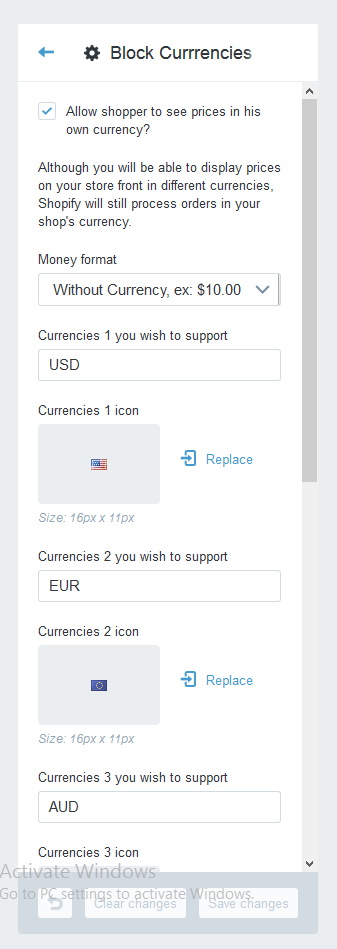 Block Currrencies
Allow shopper to see prices in his
own currency?
Although you will be able to display prices
on your store front in different currencies,
Shopify will still process orders in your
shop's currency.
Money format
Without Currency, ex: $10.00
Currencies 1 you wish to support
USD
Currencies 1 icon
Replace
Size: 16px x 11px
Currencies 2 you wish to support
EUR
Currencies 2 icon
Replace
Size: 16px x 11px
Currencies 3 you wish to support
AUD
Currencies 3 icon
Activate Windows
Go to PC settings to activate Windows.
Clear changes
Save changes